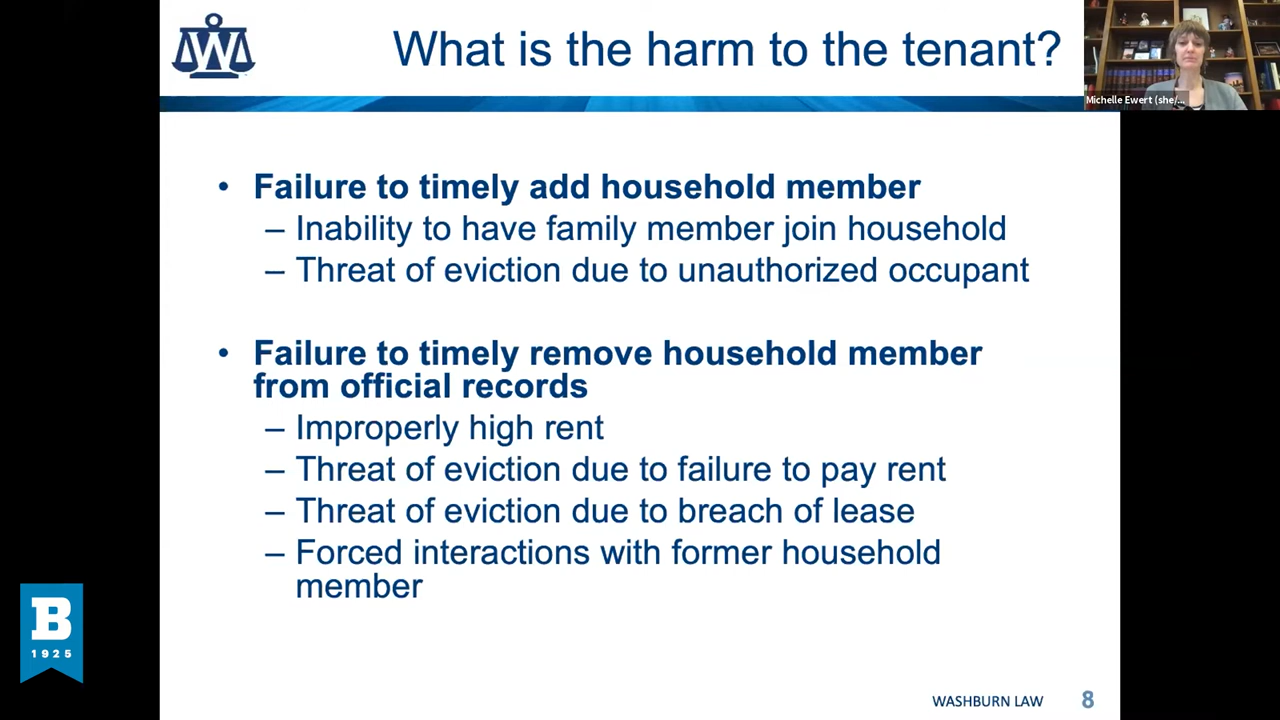 W
What is the harm to the tenant?
Michelle Ewert (she/...
• Failure to timely add household member
– Inability to have family member join household
– Threat of eviction due to unauthorized occupant
• Failure to timely remove household member
from official records
– Improperly high rent
– Threat of eviction due to failure to pay rent
– Threat of eviction due to breach of lease
– Forced interactions with former household
member
B
1925
WASHBURN LAW
8